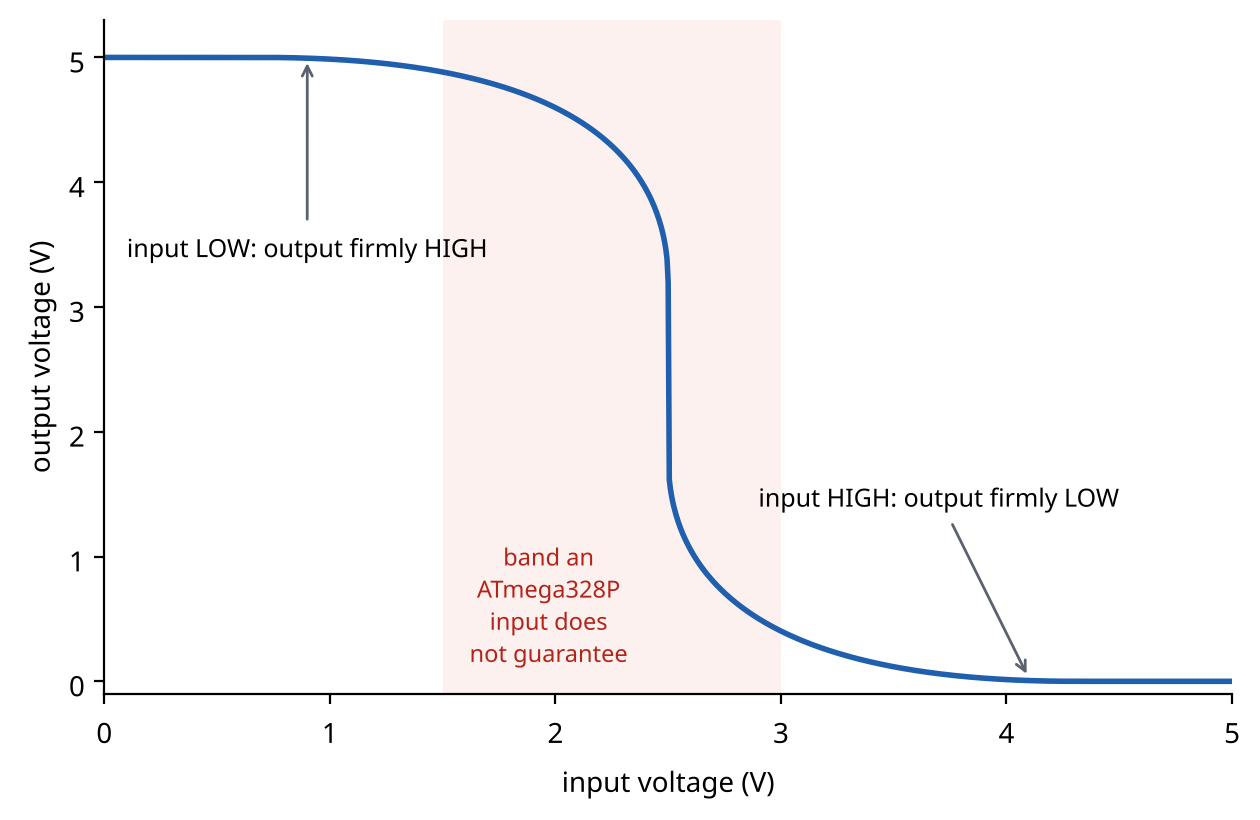 5
4
3
2
1
0
output voltage (V)
input LOW: output firmly HIGH
input HIGH: output firmly LOW
band an
ATmega328P
input does
not guarantee
0 1 2 3 4 5
input voltage (V)